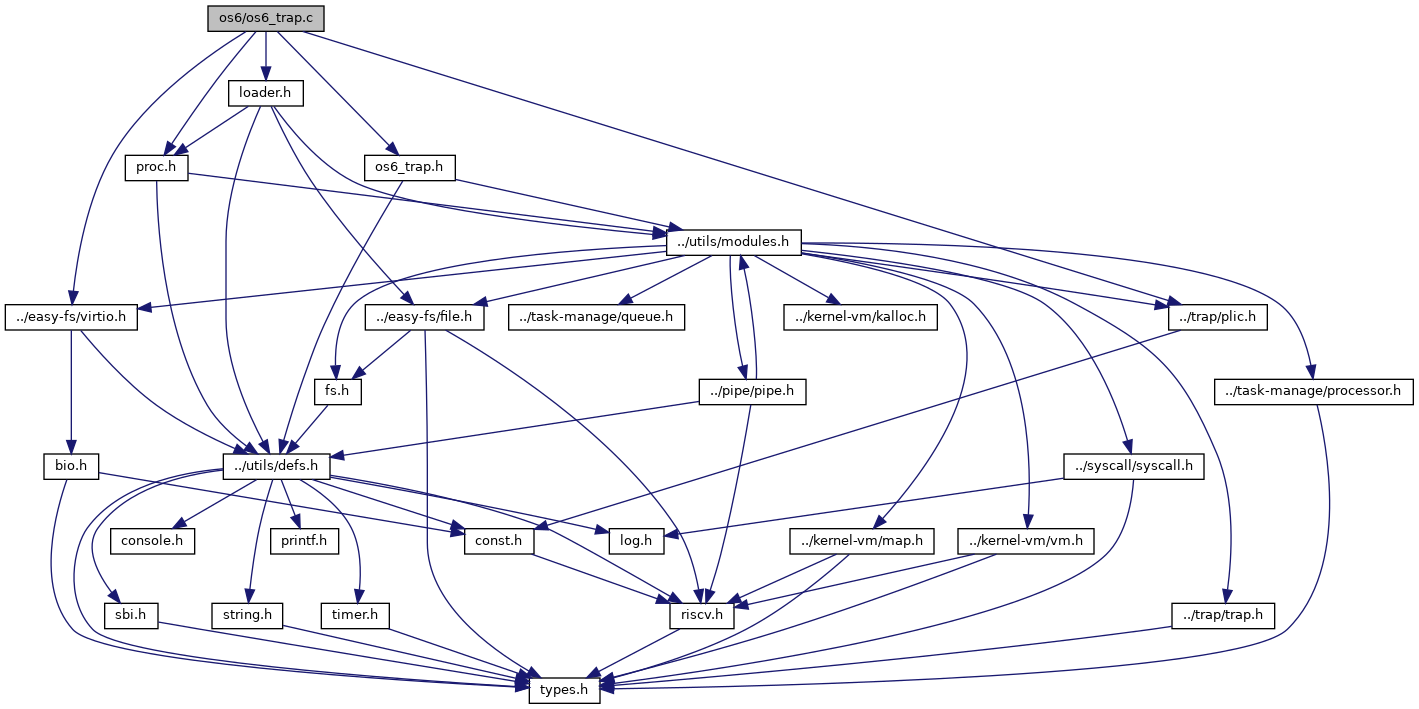 os6/os6_trap.c
loader.h
proc.h
os6_trap.h
../utils/modules.h
../easy-fs/virtio.h
../easy-fs/file.h
../task-manage/queue.h
../kernel-vm/kalloc.h
../trap/plic.h
fs.h
../pipe/pipe.h
../task-manage/processor.h
bio.h
../utils/defs.h
../syscall/syscall.h
console.h
printf.h
const.h
log.h
../kernel-vm/map.h
../kernel-vm/vm.h
sbi.h
string.h
timer.h
riscv.h
../trap/trap.h
types.h